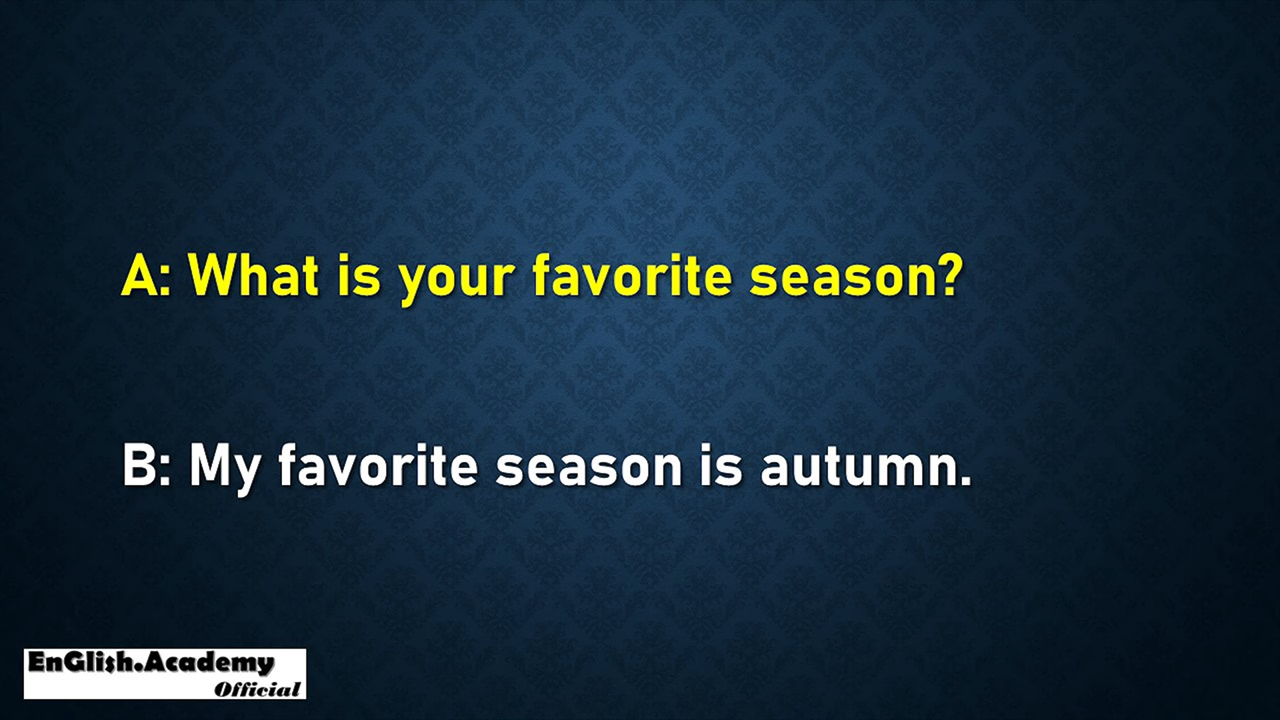 A: What is your favorite season?
B: My favorite season is autumn.
EnGlish.Academy
Official